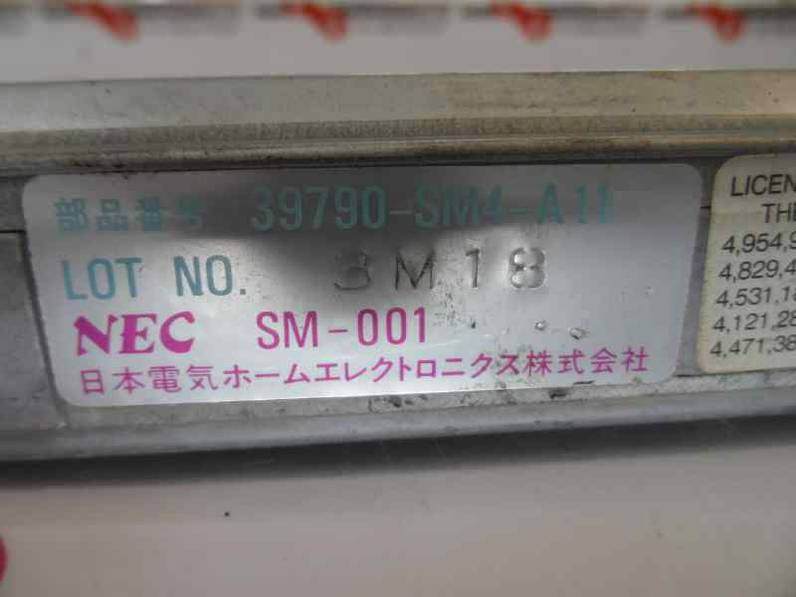 部品番号 39790-SM4-A11
LOT NO. 3M18
NEC SM-001
日本電気ホームエレクトロニクス株式会社
LICEN
THE
4,954,9
4,829,4
4,531,18
4,121,28
4,471,38